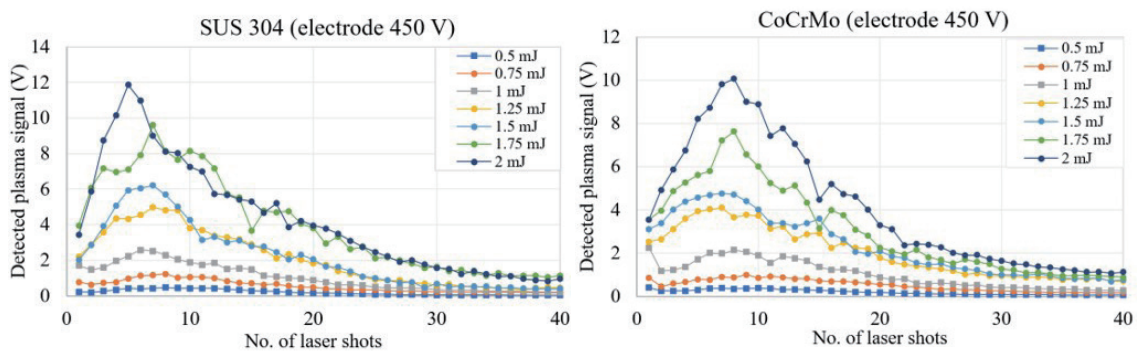 SUS 304 (electrode 450 V)
Detected plasma signal (V)
14
12
10
8
6
4
2
0
0.5 mJ
0.75 mJ
1 mJ
1.25 mJ
1.5 mJ
1.75 mJ
2 mJ
0 10 20 30 40
No. of laser shots
CoCrMo (electrode 450 V)
Detected plasma signal (V)
12
10
8
6
4
2
0
0.5 mJ
0.75 mJ
1 mJ
1.25 mJ
1.5 mJ
1.75 mJ
2 mJ
0 10 20 30 40
No. of laser shots